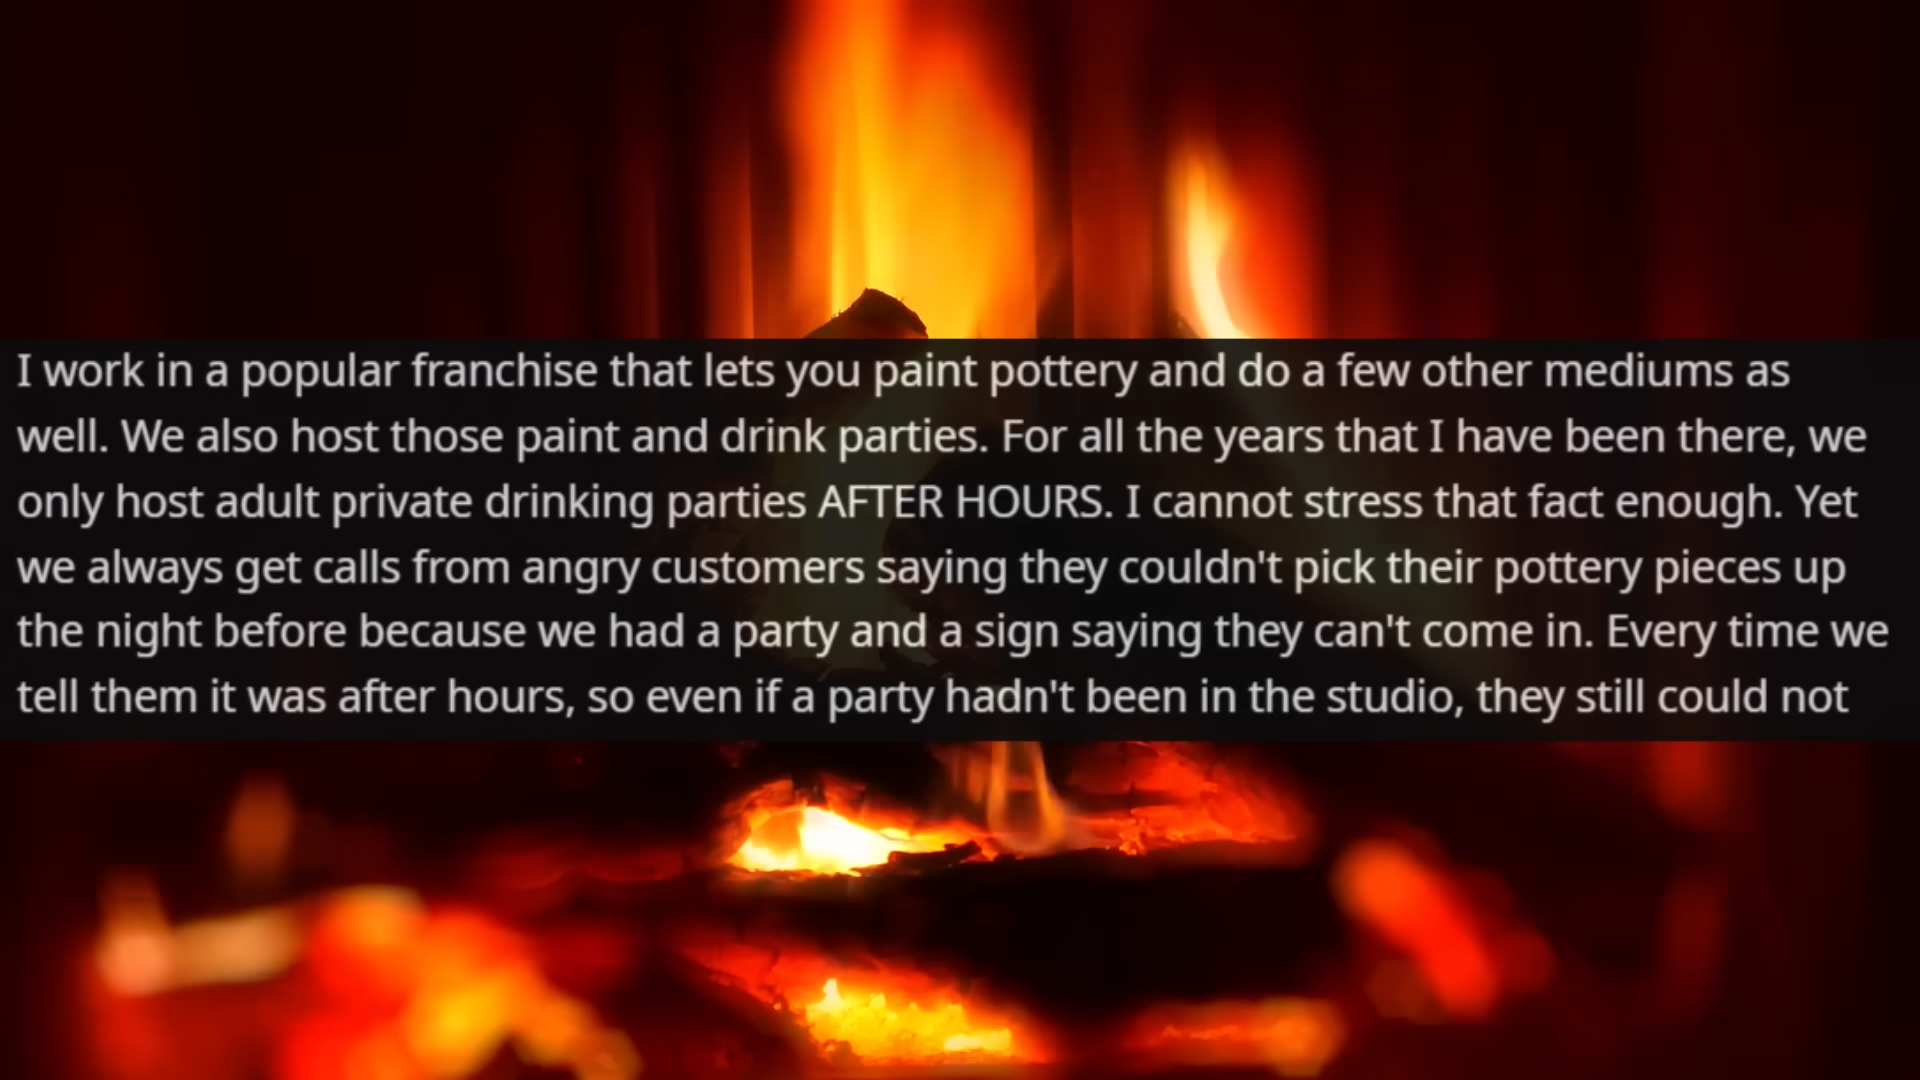 I work in a popular franchise that lets you paint pottery and do a few other mediums as
well. We also host those paint and drink parties. For all the years that I have been there, we
only host adult private drinking parties AFTER HOURS. I cannot stress that fact enough. Yet
we always get calls from angry customers saying they couldn't pick their pottery pieces up
the night before because we had a party and a sign saying they can't come in. Every time we
tell them it was after hours, so even if a party hadn't been in the studio, they still could not